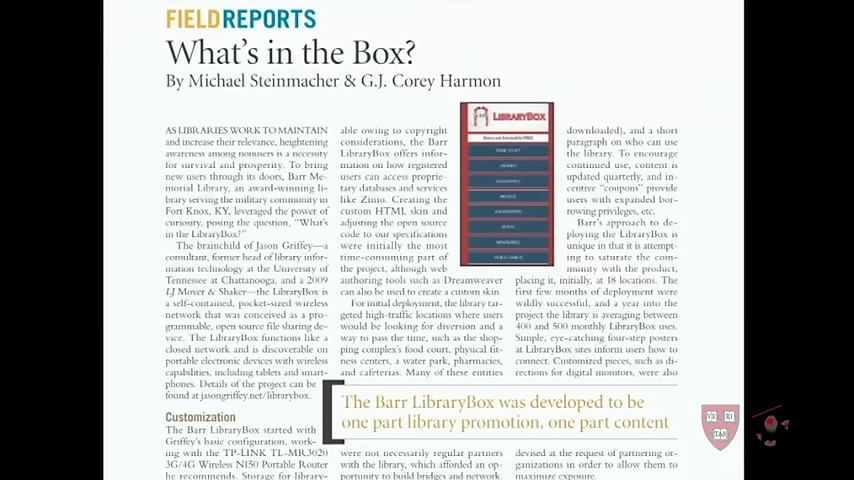 FIELDREPORTS
What's in the Box?
By Michael Steinmacher & G.J. Corey Harmon
AS LIBRARIES WORK TO MAINTAIN
and increase their relevance, heightening
awareness among nonusers is a necessity
for survival and prosperity. To bring
new users through its doors, Barr Me-
morial Library, an award-winning li-
brary serving the military community in
Fort Knox, KY, leveraged the power of
curiosity, posing the question, "What's
in the LibraryBox?"
The brainchild of Jason Griffey—a
consultant, former head of library infor-
mation technology at the University of
Tennessee at Chattanooga, and a 2009
LJ Mover & Shaker—the LibraryBox is
a self-contained, pocket-sized wireless
network that was conceived as a pro-
grammable, open source file sharing de-
vice. The LibraryBox functions like a
closed network and is discoverable on
portable electronic devices with wireless
capabilities, including tablets and smart-
phones. Details of the project can be
found at jasongriffey.net/librarybox.
Customization
The Barr LibraryBox started with
Griffey's basic configuration, work-
ing with the TP-LINK TL-MR3020
3G/4G Wireless N150 Portable Router
he recommends. Storage for library-
able owing to copyright
considerations, the Barr
LibraryBox offers infor-
mation on how registered
users can access proprie-
tary databases and services
like Zinio. Creating the
custom HTML skin and
adjusting the open source
code to our specifications
were initially the most
time-consuming part of
the project, although web
authoring tools such as Dreamweaver
can also be used to create a custom skin.
For initial deployment, the library tar-
geted high-traffic locations where users
would be looking for diversion and a
way to pass the time, such as the shop-
ping complex's food court, physical fit-
ness centers, a water park, pharmacies,
and cafeterias. Many of these entities
The Barr LibraryBox was developed to be
one part library promotion, one part content
were not necessarily regular partners
with the library, which afforded an op-
portunity to build bridges and network.
LIBRARYBOX
downloaded), and a short
paragraph on who can use
the library. To encourage
continued use, content is
updated quarterly, and in-
centive "coupons" provide
users with expanded bor-
rowing privileges, etc.
Barr's approach to de-
ploying the LibraryBox is
unique in that it is attempt-
ing to saturate the com-
munity with the product,
placing it, initially, at 18 locations. The
first few months of deployment were
wildly successful, and a year into the
project the library is averaging between
400 and 500 monthly LibraryBox uses.
Simple, eye-catching four-step posters
at LibraryBox sites inform users how to
connect. Customized pieces, such as di-
rections for digital monitors, were also
devised at the request of partnering or-
ganizations in order to allow them to
maximize exposure.
VE RI
TAS